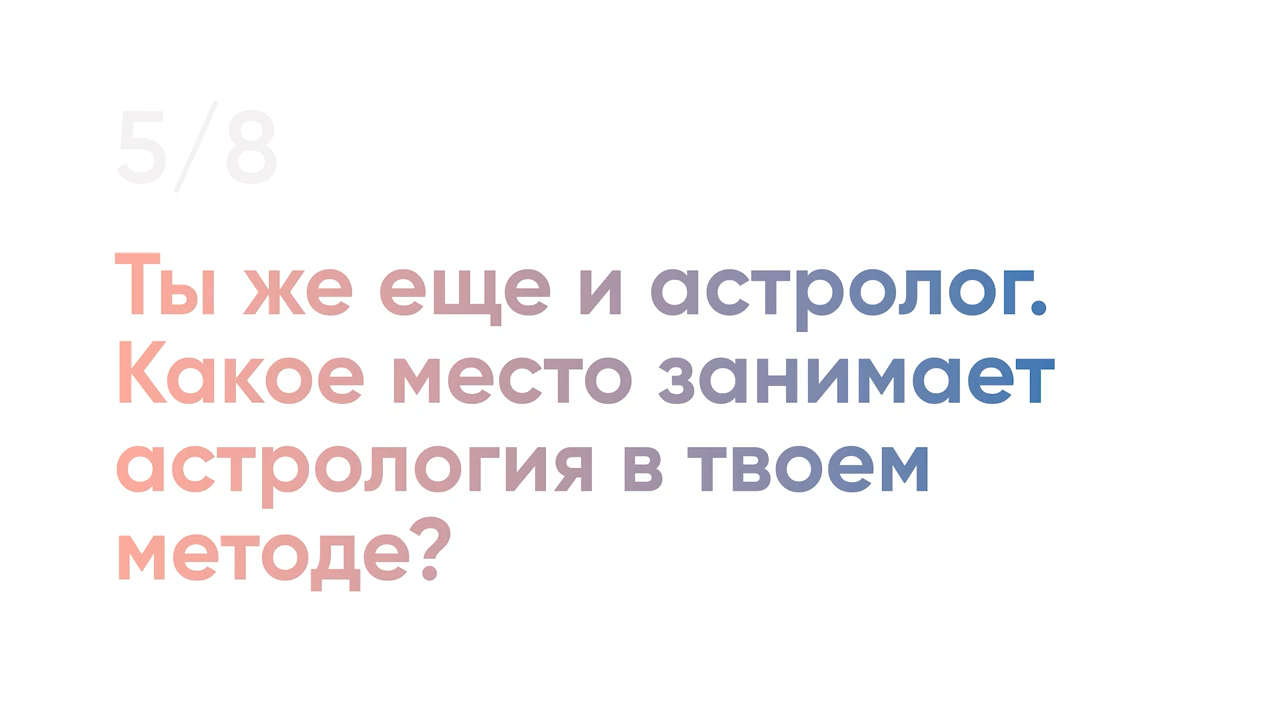 5/8
Ты же еще и астролог.
Какое место занимает
астрология в твоем
методе?